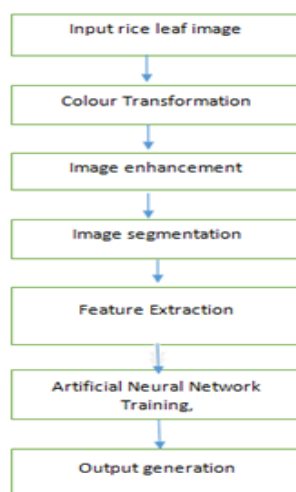 Input rice leaf image
Colour Transformation
Image enhancement
Image segmentation
Feature Extraction
Artificial Neural Network
Training,
Output generation